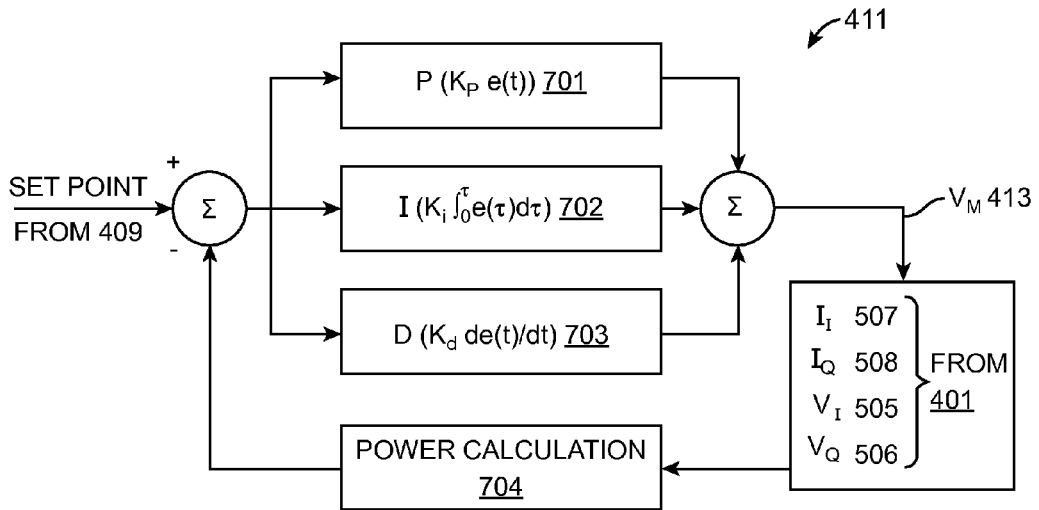 411
P (K_P e(t)) 701
+
SET POINT
FROM 409
-
Σ
I (K_i ∫_0^τ e(τ)dτ) 702
Σ
V_M 413
D (K_d de(t)/dt) 703
I_I 507
I_Q 508
V_I 505
V_Q 506
FROM
401
POWER CALCULATION
704